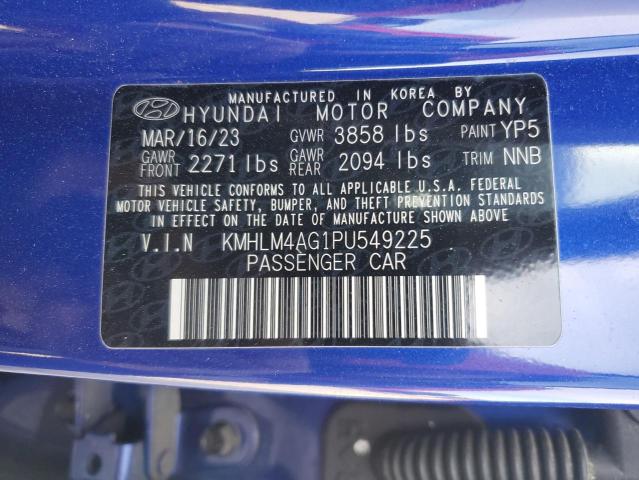 MANUFACTURED IN KOREA BY
HYUNDAI MOTOR COMPANY
MAR/16/23 GVWR 3858 lbs PAINT YP5
GAWR FRONT 2271 lbs GAWR REAR 2094 lbs TRIM NNB
THIS VEHICLE CONFORMS TO ALL APPLICABLE U.S.A. FEDERAL
MOTOR VEHICLE SAFETY, BUMPER, AND THEFT PREVENTION STANDARDS
IN EFFECT ON THE DATE OF MANUFACTURE SHOWN ABOVE.
V.I.N KMHLM4AG1PU549225
PASSENGER CAR